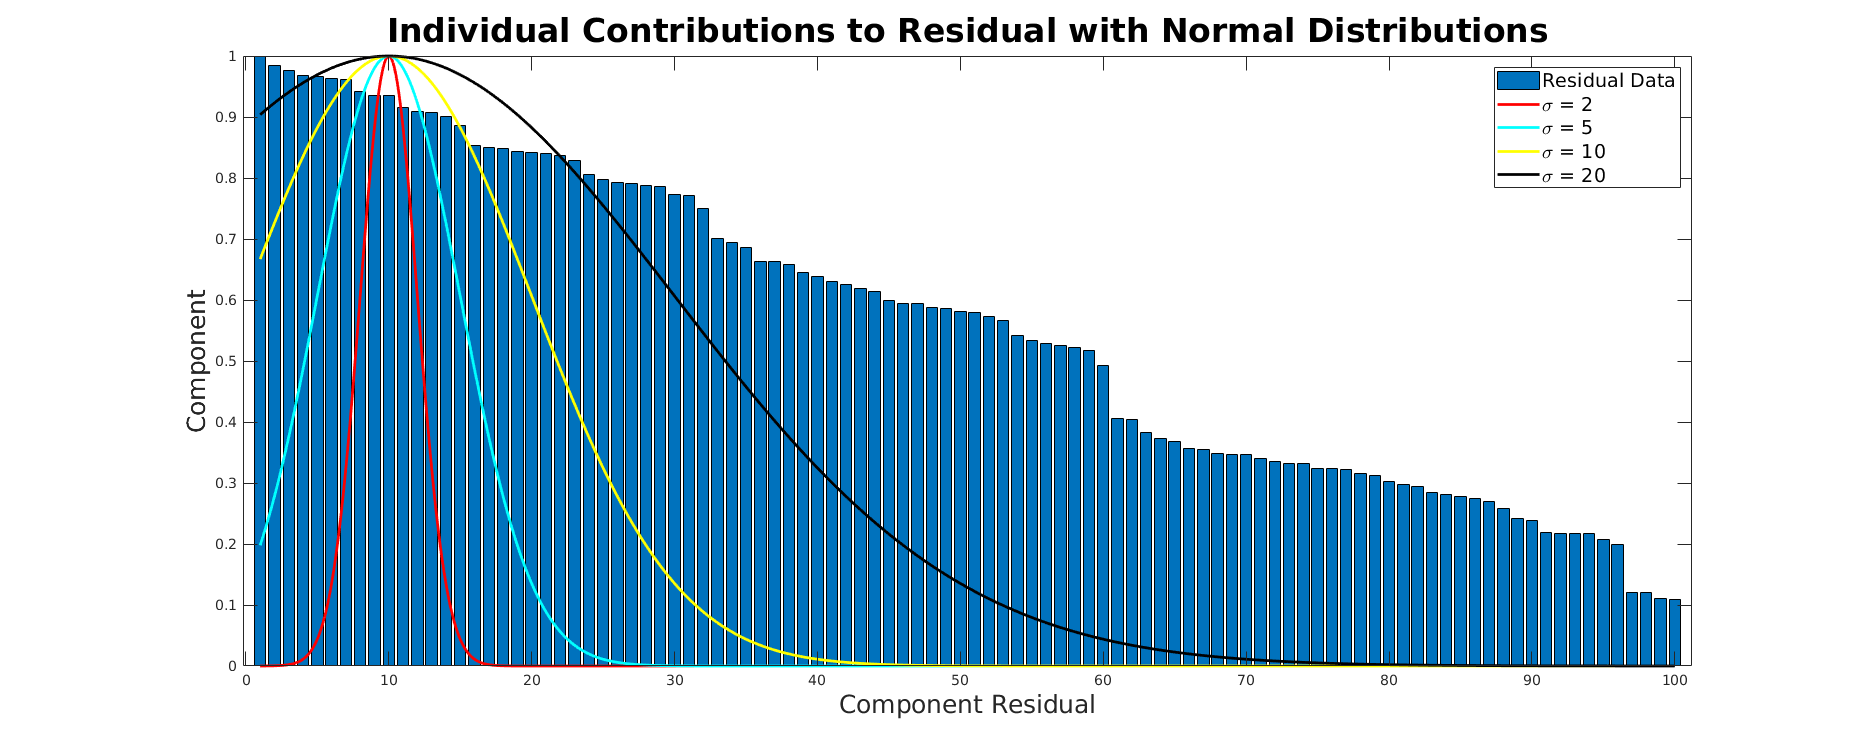 Individual Contributions to Residual with Normal Distributions
1
0.9
0.8
0.7
0.6
0.5
0.4
0.3
0.2
0.1
0
Component
Residual Data
σ = 2
σ = 5
σ = 10
σ = 20
0 10 20 30 40 50 60 70 80 90 100
Component Residual